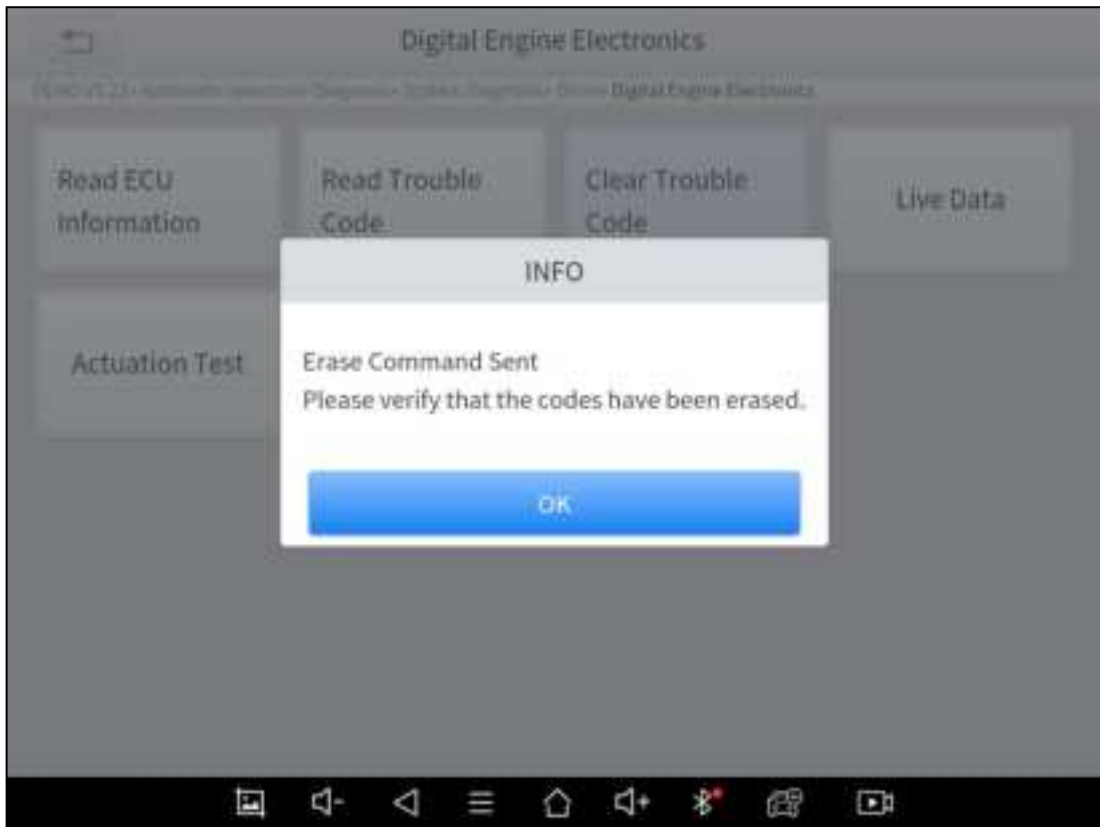 Digital Engine Electronics
Digital Engine Electronics
Read ECU
Information
Read Trouble
Code
Clear Trouble
Code
Live Data
Actuation Test
INFO
Erase Command Sent
Please verify that the codes have been erased.
OK